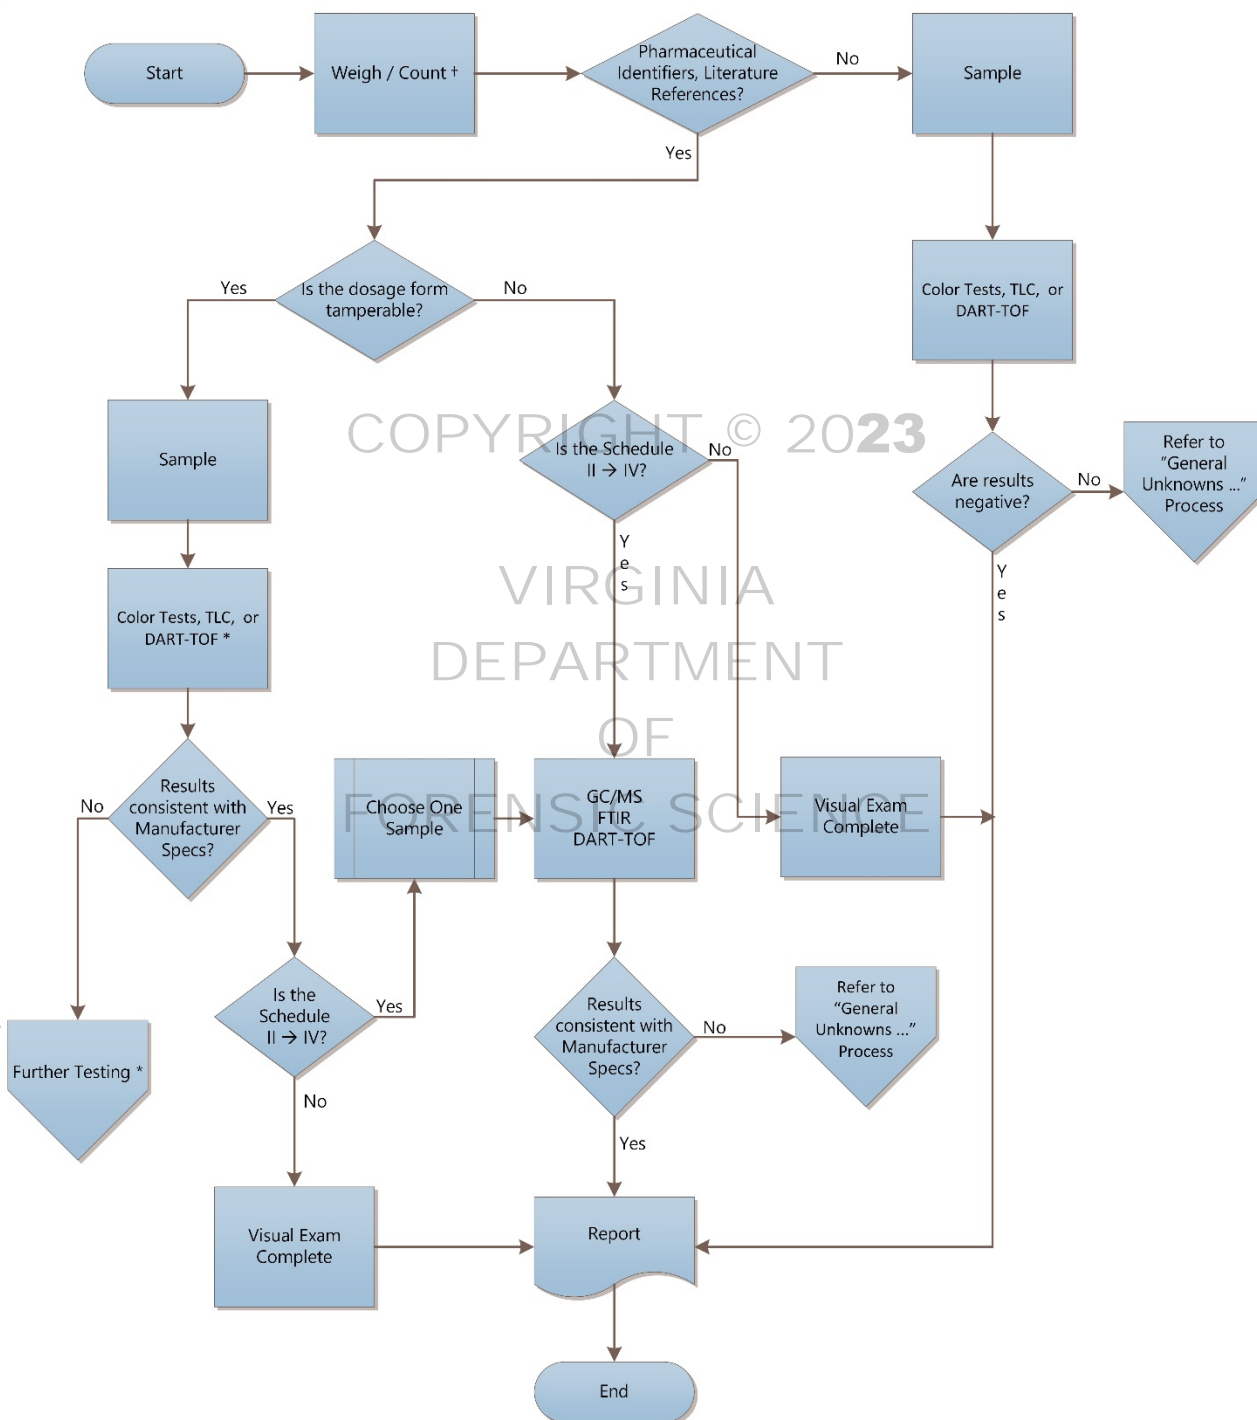 Start
Weigh / Count †
Pharmaceutical
Identifiers, Literature
References?
No
Sample
Yes
Is the dosage form
tamperable?
Yes
No
Color Tests, TLC,  or
DART-TOF
Sample
Is the Schedule
II → IV?
No
Are results
negative?
No
Refer to
"General
Unknowns ..."
Process
COPYRIGHT © 2023
VIRGINIA
DEPARTMENT
OF
FORENSIC SCIENCE
Yes
Yes
Color Tests, TLC,  or
DART-TOF *
Results
consistent with
Manufacturer
Specs?
No
Yes
Choose One
Sample
GC/MS
FTIR
DART-TOF
Visual Exam
Complete
Further Testing *
Is the
Schedule
II → IV?
Yes
No
Results
consistent with
Manufacturer
Specs?
No
Refer to
"General
Unknowns ..."
Process
Yes
Visual Exam
Complete
Report
End